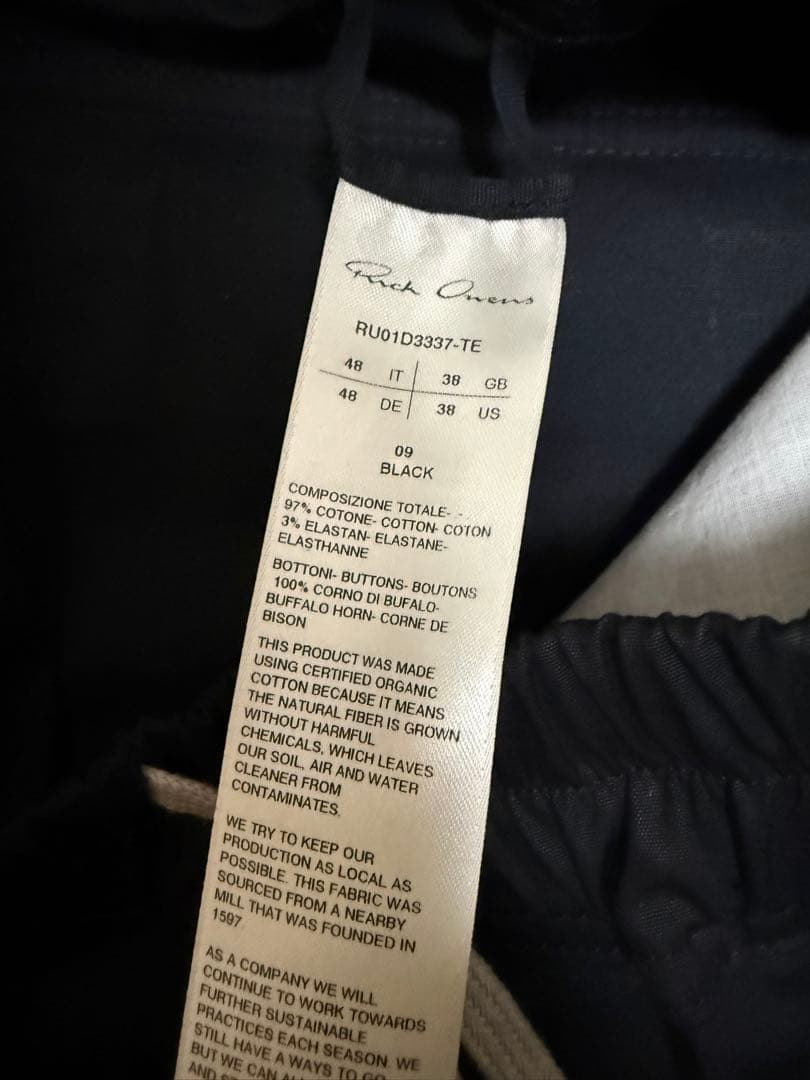 Rick Owens
RU01D3337-TE
48 IT 38 GB
48 DE 38 US
09
BLACK
COMPOSIZIONE TOTALE- -
97% COTONE- COTTON- COTON
3% ELASTAN- ELASTANE-
ELASTHANNE
BOTTONI- BUTTONS- BOUTONS
100% CORNO DI BUFALO-
BUFFALO HORN- CORNE DE
BISON
THIS PRODUCT WAS MADE
USING CERTIFIED ORGANIC
COTTON BECAUSE IT MEANS
THE NATURAL FIBER IS GROWN
WITHOUT HARMFUL
CHEMICALS, WHICH LEAVES
OUR SOIL, AIR AND WATER
CLEANER FROM
CONTAMINATES.
WE TRY TO KEEP OUR
PRODUCTION AS LOCAL AS
POSSIBLE. THIS FABRIC WAS
SOURCED FROM A NEARBY
MILL THAT WAS FOUNDED IN
1597
AS A COMPANY WE WILL
CONTINUE TO WORK TOWARDS
FURTHER SUSTAINABLE
PRACTICES EACH SEASON. WE
STILL HAVE A WAYS TO GO
BUT WE CAN
AND